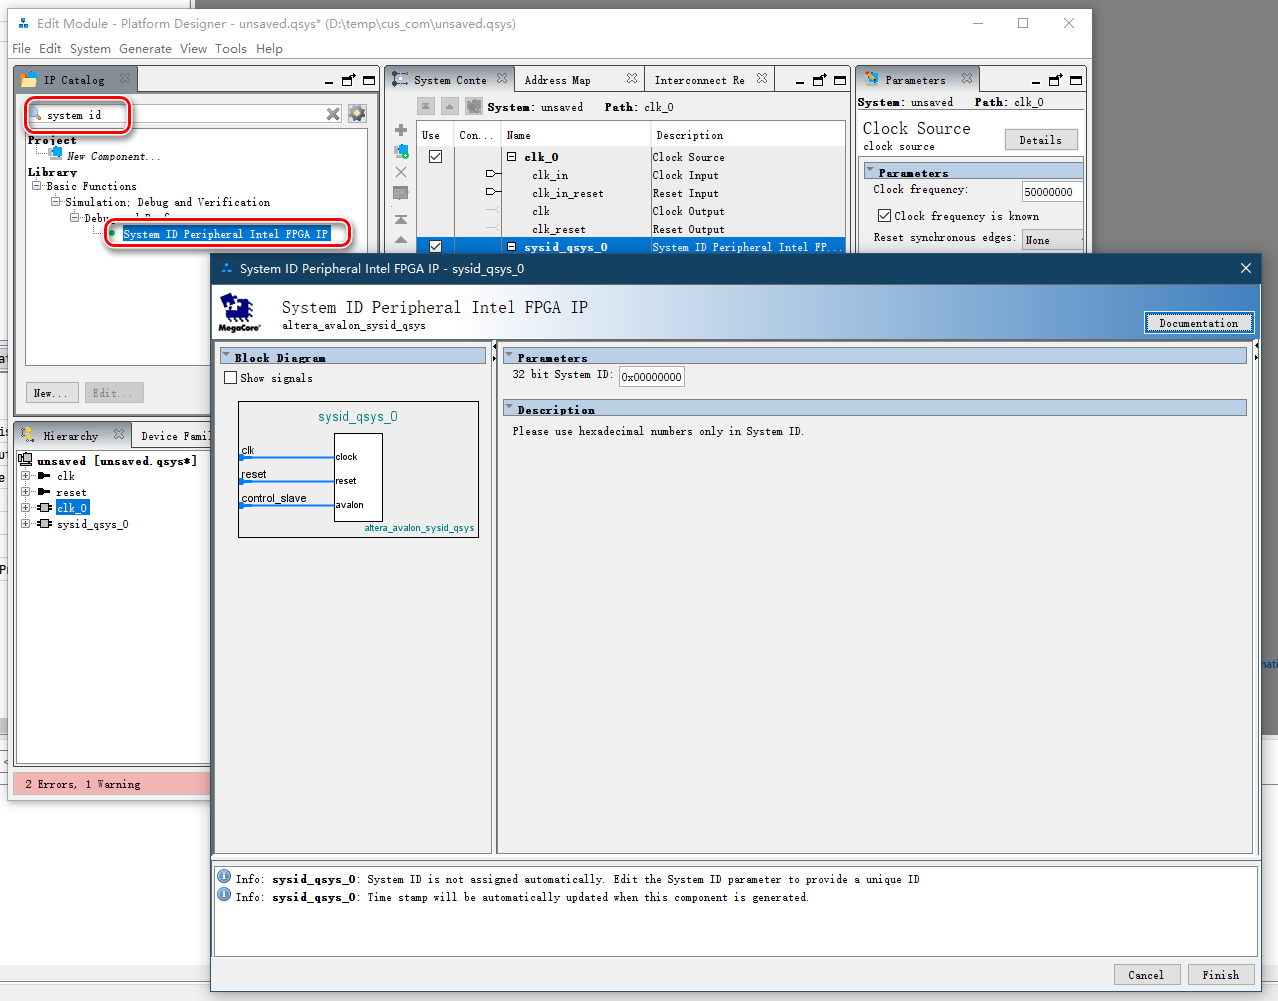 Edit Module - Platform Designer - unsaved.qsys* (D:\temp\cus_com\unsaved.qsys)
File Edit System Generate View Tools Help
IP Catalog
system id
Project
New Component...
Library
Basic Functions
Simulation; Debug and Verification
System ID Peripheral Intel FPGA IP
New...
Edit...
Hierarchy
Device Famil
unsaved [unsaved.qsys*]
clk
reset
clk_0
sysid_qsys_0
2 Errors, 1 Warning
System Conte
Address Map
Interconnect Re
System: unsaved Path: clk_0
Use Con... Name Description
clk_0 Clock Source
clk_in Clock Input
clk_in_reset Reset Input
clk Clock Output
clk_reset Reset Output
sysid_qsys_0 System ID Peripheral Intel FP...
Parameters
System: unsaved Path: clk_0
Clock Source
clock source
Details
Parameters
Clock frequency: 50000000
Clock frequency is known
Reset synchronous edges: None
System ID Peripheral Intel FPGA IP - sysid_qsys_0
MegaCore®
System ID Peripheral Intel FPGA IP
altera_avalon_sysid_qsys
Documentation
Block Diagram
Show signals
sysid_qsys_0
clk
clock
reset
reset
control_slave
avalon
altera_avalon_sysid_qsys
Parameters
32 bit System ID: 0x00000000
Description
Please use hexadecimal numbers only in System ID.
Info: sysid_qsys_0: System ID is not assigned automatically. Edit the System ID parameter to provide a unique ID
Info: sysid_qsys_0: Time stamp will be automatically updated when this component is generated.
Cancel
Finish